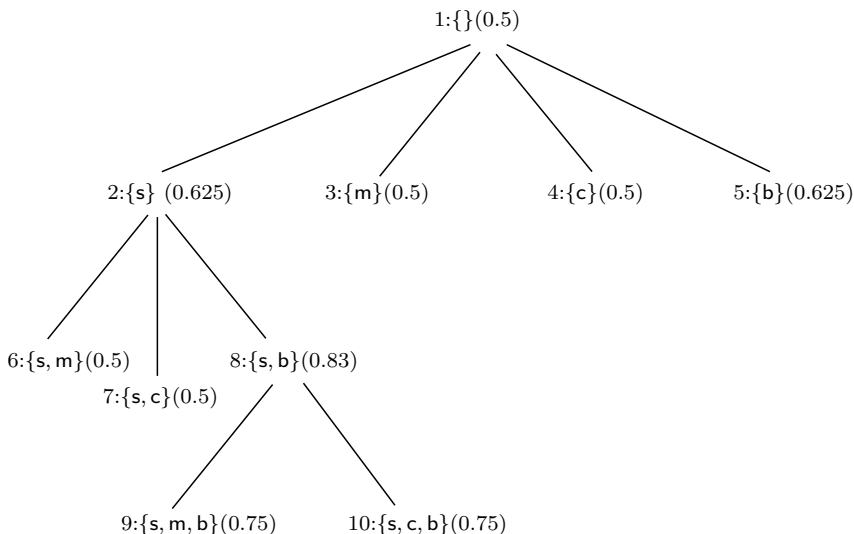 1:{}(0.5)
2:{s} (0.625)
3:{m}(0.5)
4:{c}(0.5)
5:{b}(0.625)
6:{s, m}(0.5)
8:{s, b}(0.83)
7:{s, c}(0.5)
9:{s, m, b}(0.75)
10:{s, c, b}(0.75)